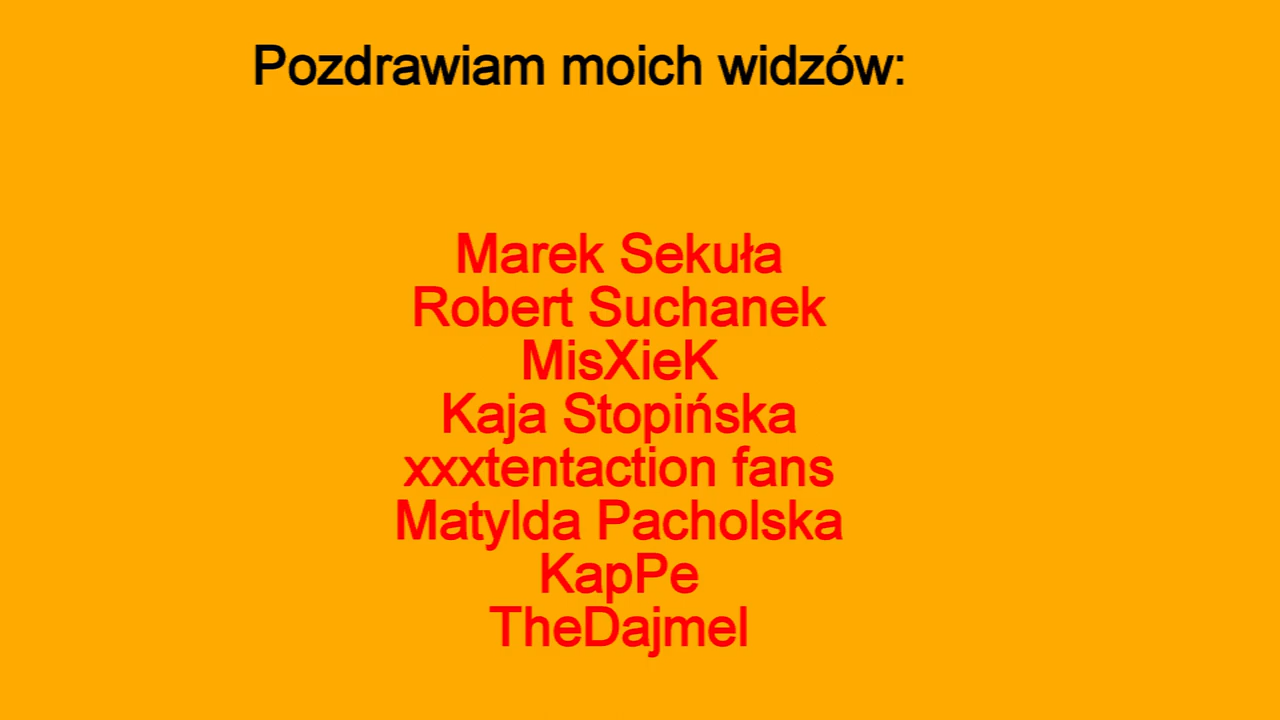 Pozdrawiam moich widzów:
Marek Sekuła
Robert Suchanek
MisXieK
Kaja Stopińska
xxxtentaction fans
Matylda Pacholska
KapPe
TheDajmel